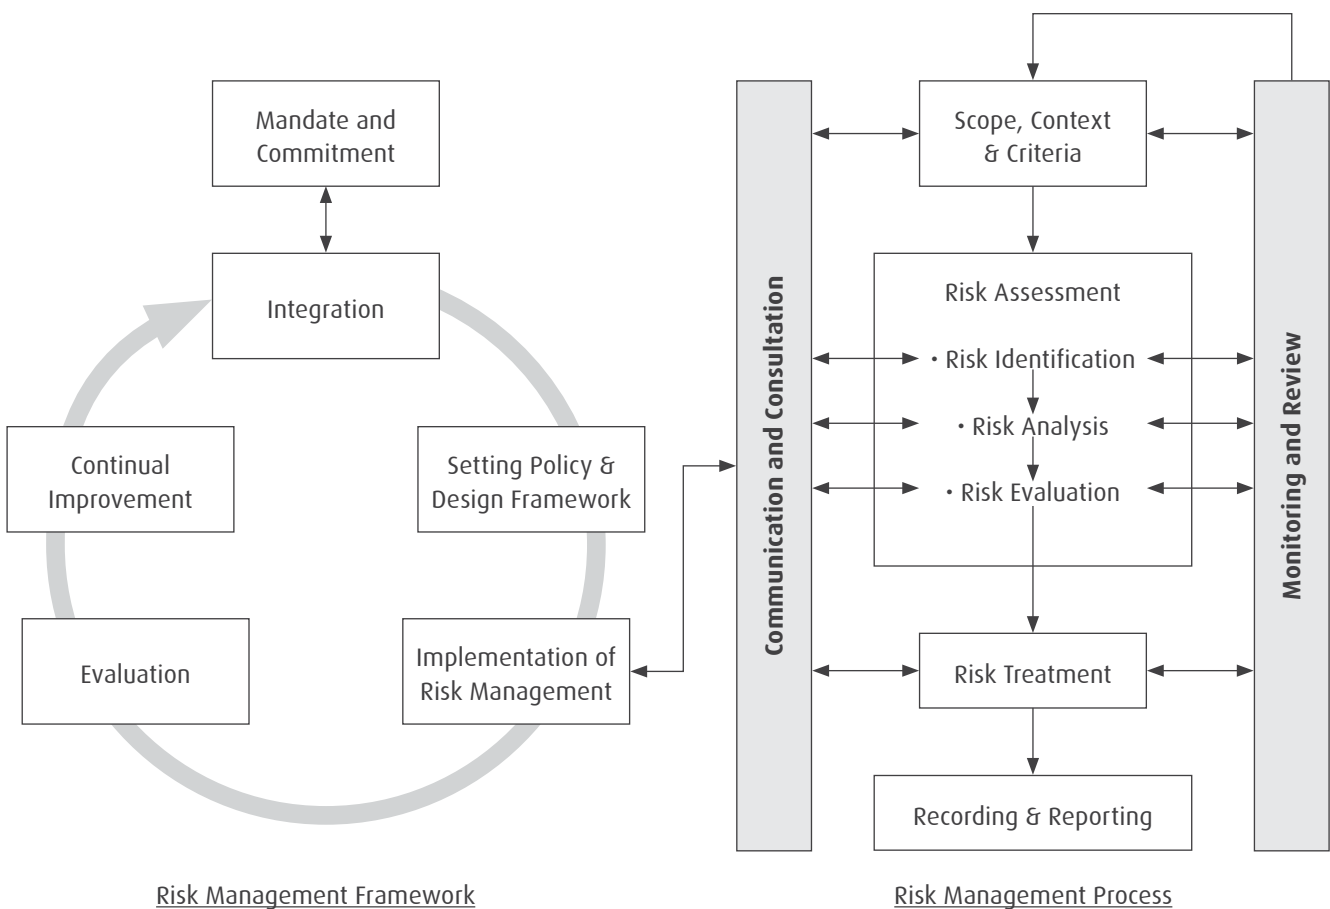 Mandate and
Commitment
Integration
Continual
Improvement
Setting Policy &
Design Framework
Evaluation
Implementation of
Risk Management
Risk Management Framework
Communication and Consultation
Scope, Context
& Criteria
Risk Assessment
• Risk Identification
• Risk Analysis
• Risk Evaluation
Risk Treatment
Recording & Reporting
Monitoring and Review
Risk Management Process